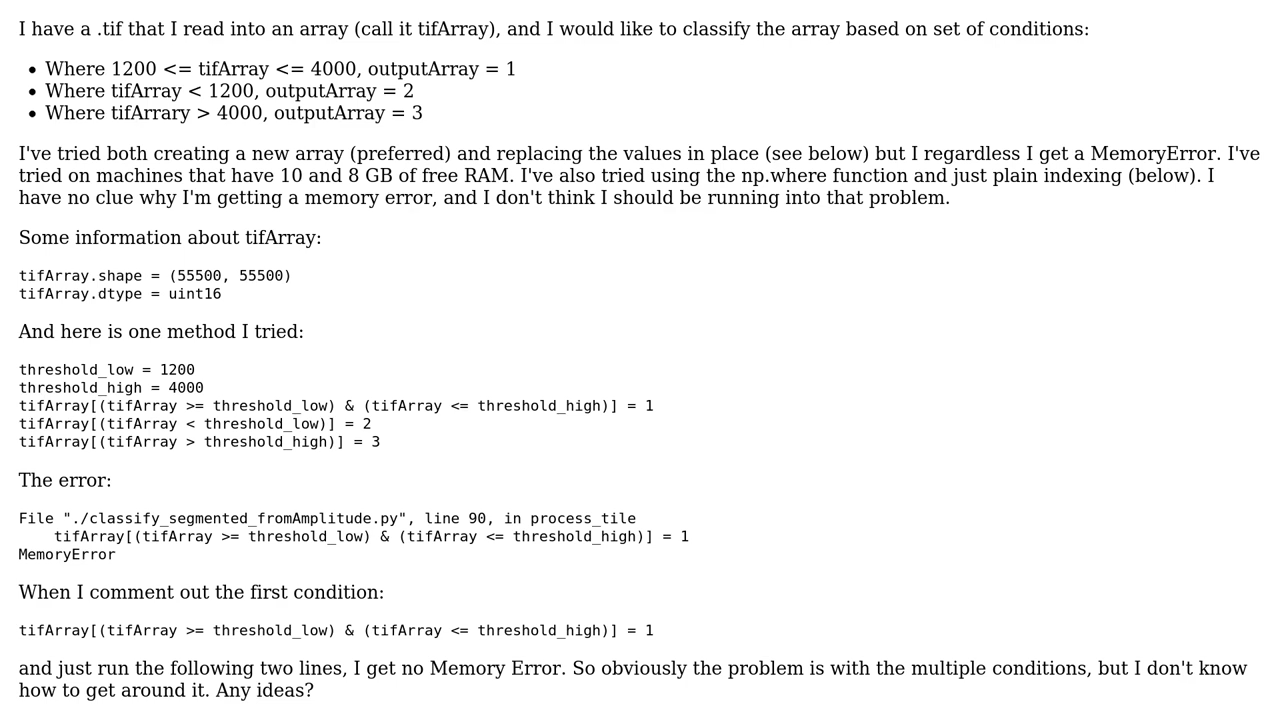 I have a .tif that I read into an array (call it tifArray), and I would like to classify the array based on set of conditions:
• Where 1200 <= tifArray <= 4000, outputArray = 1
• Where tifArray < 1200, outputArray = 2
• Where tifArrary > 4000, outputArray = 3
I've tried both creating a new array (preferred) and replacing the values in place (see below) but I regardless I get a MemoryError. I've
tried on machines that have 10 and 8 GB of free RAM. I've also tried using the np.where function and just plain indexing (below). I
have no clue why I'm getting a memory error, and I don't think I should be running into that problem.
Some information about tifArray:
tifArray.shape = (55500, 55500)
tifArray.dtype = uint16
And here is one method I tried:
threshold_low = 1200
threshold_high = 4000
tifArray[(tifArray >= threshold_low) & (tifArray <= threshold_high)] = 1
tifArray[(tifArray < threshold_low)] = 2
tifArray[(tifArray > threshold_high)] = 3
The error:
File "./classify_segmented_fromAmplitude.py", line 90, in process_tile
    tifArray[(tifArray >= threshold_low) & (tifArray <= threshold_high)] = 1
MemoryError
When I comment out the first condition:
tifArray[(tifArray >= threshold_low) & (tifArray <= threshold_high)] = 1
and just run the following two lines, I get no Memory Error. So obviously the problem is with the multiple conditions, but I don't know
how to get around it. Any ideas?